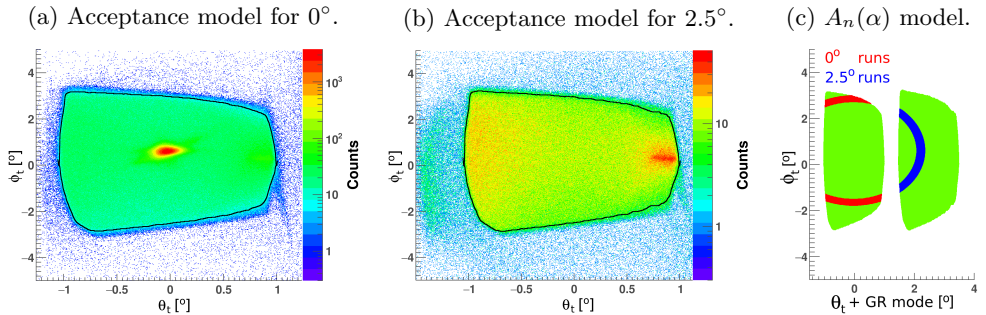 (a) Acceptance model for 0°.
4
2
0
−2
−4
ϕt [°]
−1
−0.5
0
0.5
1
θt [°]
10³
10²
10
1
Counts
(b) Acceptance model for 2.5°.
4
2
0
−2
−4
ϕt [°]
−1
−0.5
0
0.5
1
θt [°]
10
1
Counts
(c) An(α) model.
0° runs
2.5° runs
4
2
0
−2
−4
ϕt [°]
0
2
4
θt + GR mode [°]